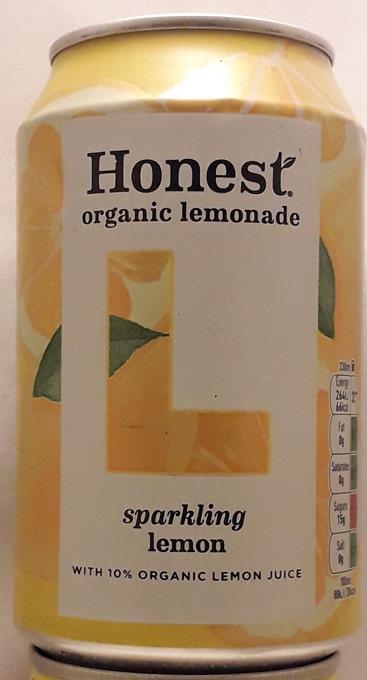 Honest®
organic lemonade
L
sparkling
lemon
WITH 10% ORGANIC LEMON JUICE
330ml
Energy
66kcal
Fat
0g
Saturates
0g
Sugars
15g
Salt
0g